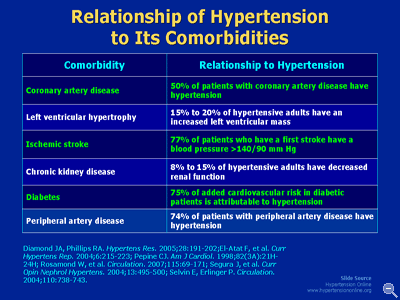 Relationship of Hypertension
to Its Comorbidities
Comorbidity
Relationship to Hypertension
Coronary artery disease
50% of patients with coronary artery disease have
hypertension
Left ventricular hypertrophy
15% to 20% of hypertensive adults have an
increased left ventricular mass
Ischemic stroke
77% of patients who have a first stroke have a
blood pressure >140/90 mm Hg
Chronic kidney disease
8% to 15% of hypertensive adults have decreased
renal function
Diabetes
75% of added cardiovascular risk in diabetic
patients is attributable to hypertension
Peripheral artery disease
74% of patients with peripheral artery disease have
hypertension
Diamond JA, Phillips RA. Hypertens Res. 2005;28:191-202;El-Atat F, et al. Curr
Hypertens Rep. 2004;6:215-223; Pepine CJ. Am J Cardiol. 1998;82(3A):21H-
24H; Rosamond W, et al. Circulation. 2007;115:69-171; Segura J, et al. Curr
Opin Nephrol Hypertens. 2004;13:495-500; Selvin E, Erlinger P. Circulation.
2004;110:738-743.
Slide Source
Hypertension Online
www.hypertensiononline.org